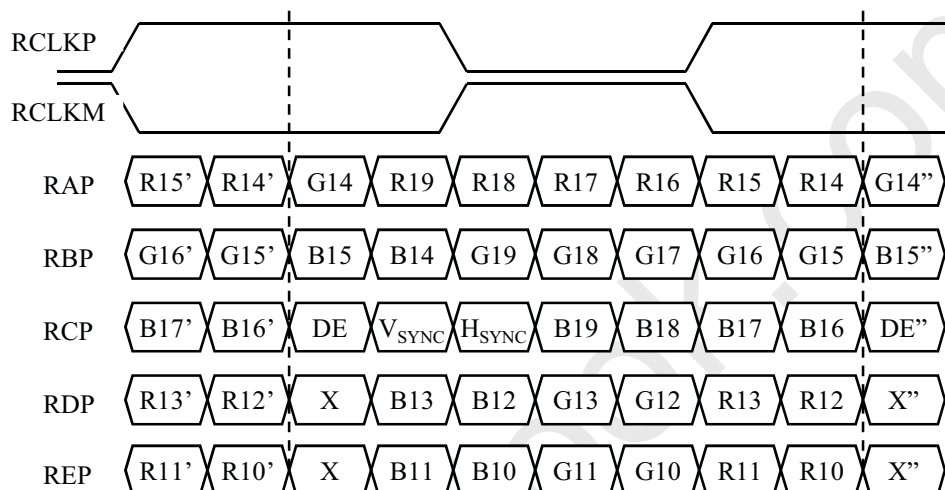 RCLKP
RCLKM
RAP R15’ R14’ G14 R19 R18 R17 R16 R15 R14 G14”
RBP G16’ G15’ B15 B14 G19 G18 G17 G16 G15 B15”
RCP B17’ B16’ DE VSYNC HSYNC B19 B18 B17 B16 DE”
RDP R13’ R12’ X B13 B12 G13 G12 R13 R12 X”
REP R11’ R10’ X B11 B10 G11 G10 R11 R10 X”